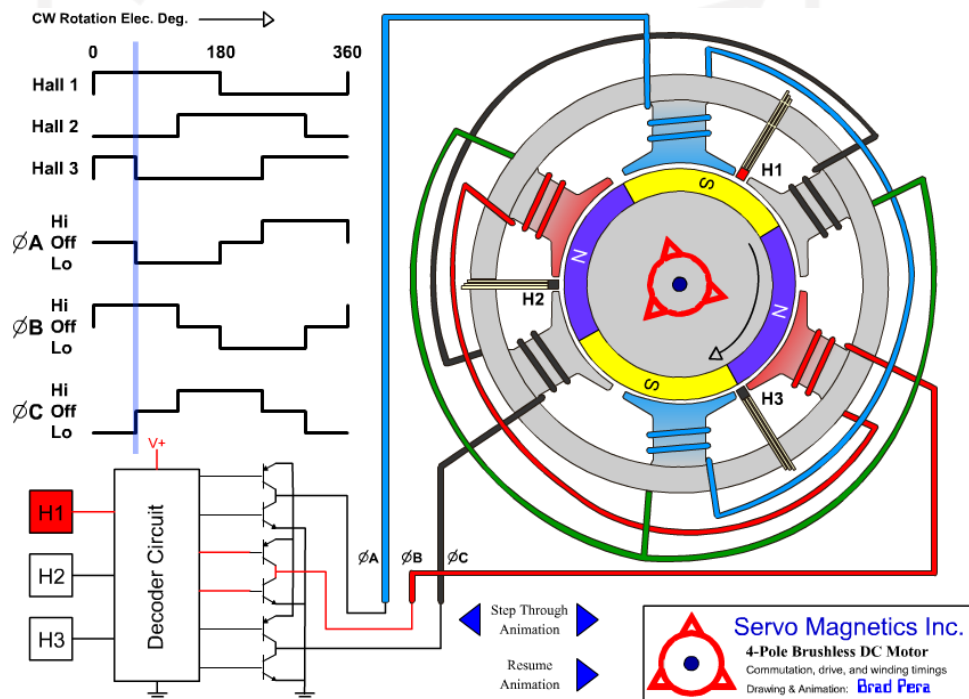 CW Rotation Elec. Deg.
0 180 360
Hall 1
Hall 2
Hall 3
ØA Hi Off Lo
ØB Hi Off Lo
ØC Hi Off Lo
V+
H1
H2
H3
Decoder Circuit
ØA ØB ØC
H1
H2
H3
S
N
N
S
Step Through
Animation
Resume
Animation
Servo Magnetics Inc.
4-Pole Brushless DC Motor
Commutation, drive, and winding timings
Drawing & Animation: Brad Pera